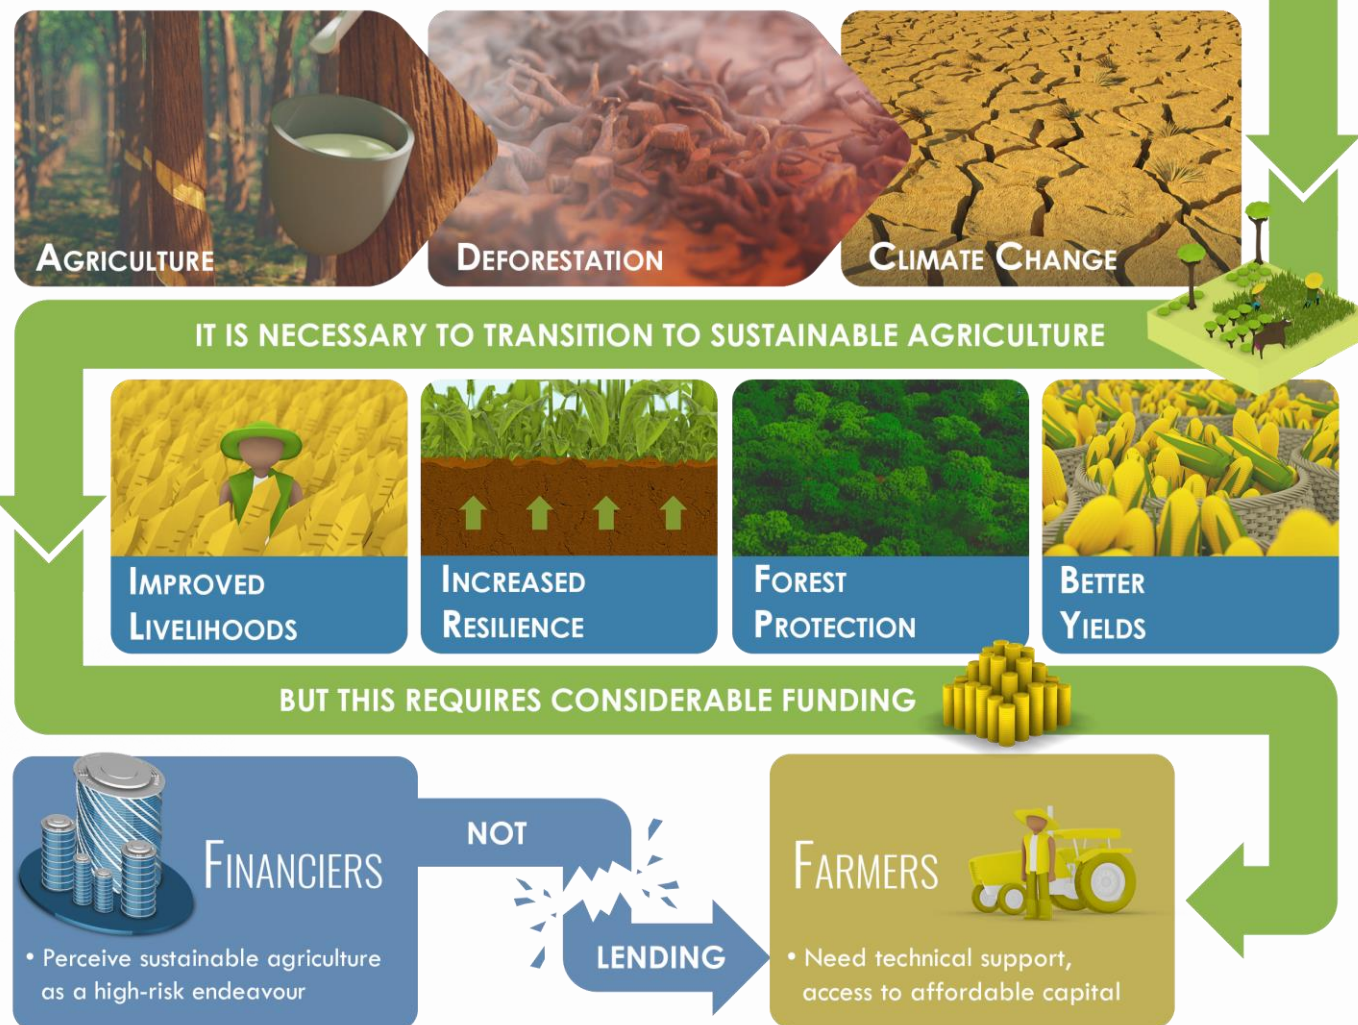 AGRICULTURE
DEFORESTATION
CLIMATE CHANGE
IT IS NECESSARY TO TRANSITION TO SUSTAINABLE AGRICULTURE
IMPROVED
LIVELIHOODS
INCREASED
RESILIENCE
FOREST
PROTECTION
BETTER
YIELDS
BUT THIS REQUIRES CONSIDERABLE FUNDING
FINANCIERS
• Perceive sustainable agriculture
as a high-risk endeavour
NOT
LENDING
FARMERS
• Need technical support,
access to affordable capital